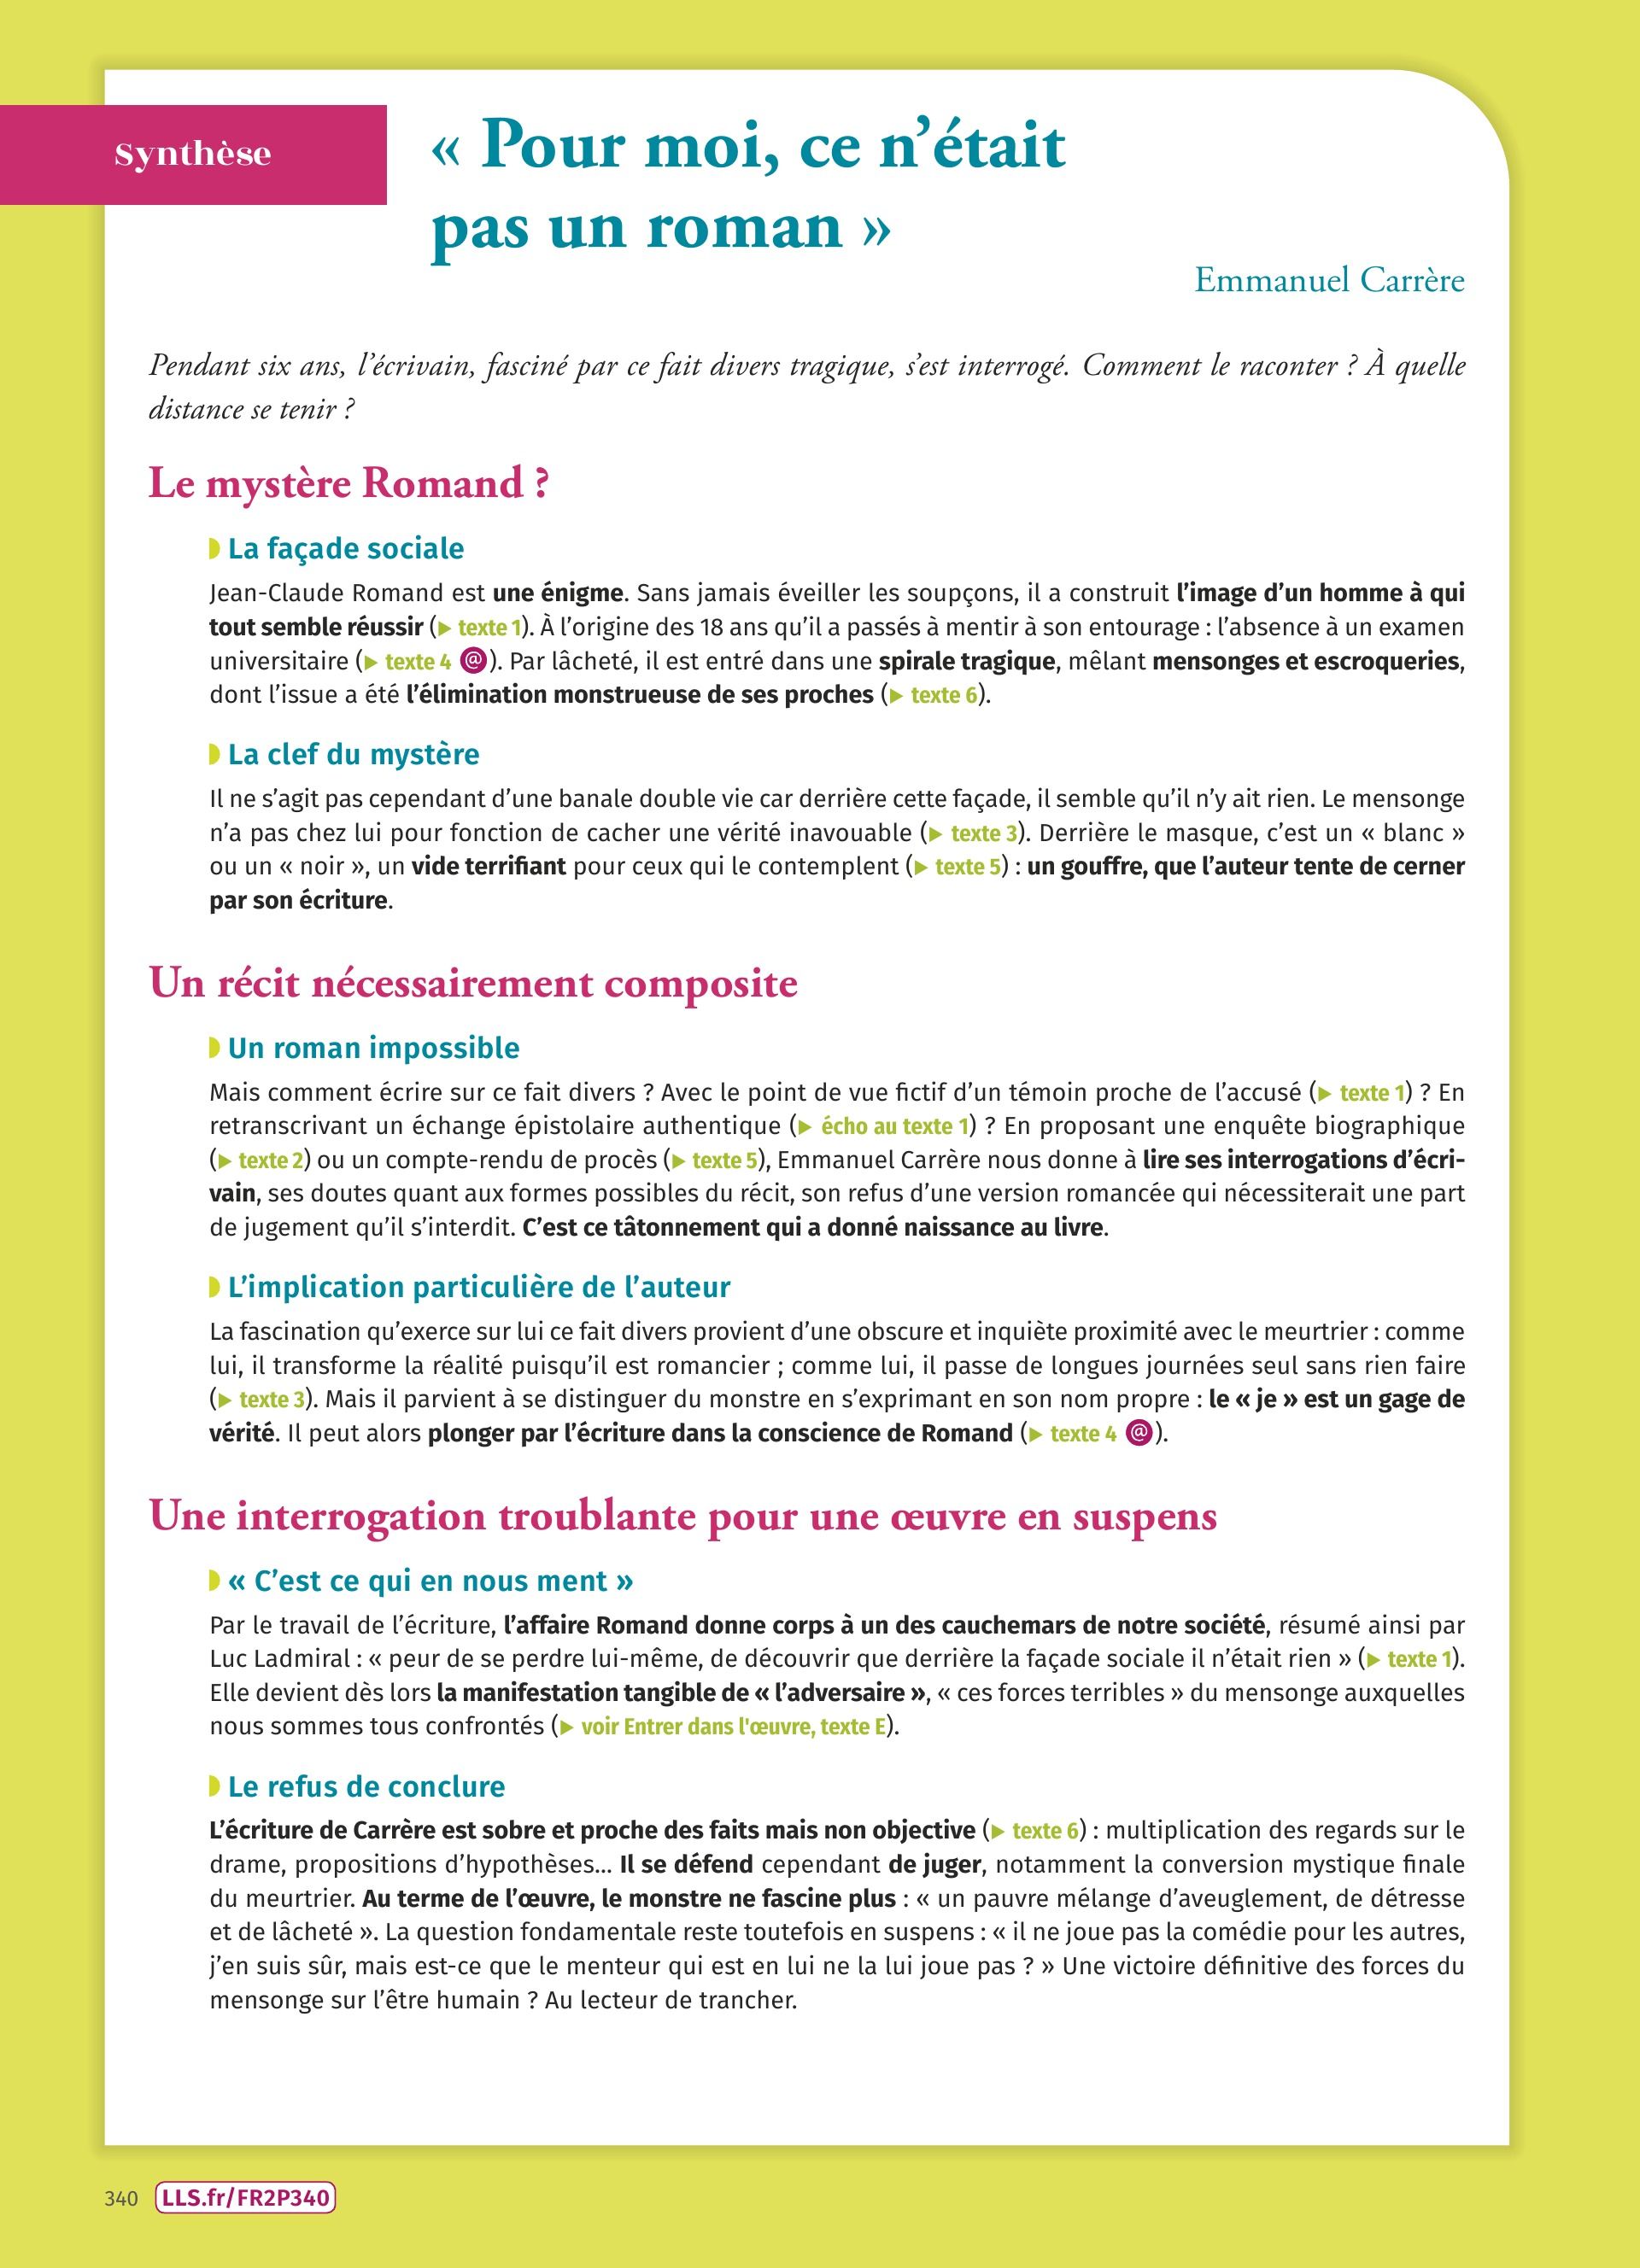 Synthèse
« Pour moi, ce n’était
pas un roman »
Emmanuel Carrère
Pendant six ans, l’écrivain, fasciné par ce fait divers tragique, s’est interrogé. Comment le raconter ? À quelle
distance se tenir ?
Le mystère Romand ?
La façade sociale
Jean-Claude Romand est une énigme. Sans jamais éveiller les soupçons, il a construit l’image d’un homme à qui
tout semble réussir (▶ texte 1). À l’origine des 18 ans qu’il a passés à mentir à son entourage : l’absence à un examen
universitaire (▶ texte 4 @). Par lâcheté, il est entré dans une spirale tragique, mêlant mensonges et escroqueries,
dont l’issue a été l’élimination monstrueuse de ses proches (▶ texte 6).
La clef du mystère
Il ne s’agit pas cependant d’une banale double vie car derrière cette façade, il semble qu’il n’y ait rien. Le mensonge
n’a pas chez lui pour fonction de cacher une vérité inavouable (▶ texte 3). Derrière le masque, c’est un « blanc »
ou un « noir », un vide terrifiant pour ceux qui le contemplent (▶ texte 5) : un gouffre, que l’auteur tente de cerner
par son écriture.
Un récit nécessairement composite
Un roman impossible
Mais comment écrire sur ce fait divers ? Avec le point de vue fictif d’un témoin proche de l’accusé (▶ texte 1) ? En
retranscrivant un échange épistolaire authentique (▶ écho au texte 1) ? En proposant une enquête biographique
(▶ texte 2) ou un compte-rendu de procès (▶ texte 5), Emmanuel Carrère nous donne à lire ses interrogations d’écri-
vain, ses doutes quant aux formes possibles du récit, son refus d’une version romancée qui nécessiterait une part
de jugement qu’il s’interdit. C’est ce tâtonnement qui a donné naissance au livre.
L’implication particulière de l’auteur
La fascination qu’exerce sur lui ce fait divers provient d’une obscure et inquiète proximité avec le meurtrier : comme
lui, il transforme la réalité puisqu’il est romancier ; comme lui, il passe de longues journées seul sans rien faire
(▶ texte 3). Mais il parvient à se distinguer du monstre en s’exprimant en son nom propre : le « je » est un gage de
vérité. Il peut alors plonger par l’écriture dans la conscience de Romand (▶ texte 4 @).
Une interrogation troublante pour une œuvre en suspens
« C’est ce qui en nous ment »
Par le travail de l’écriture, l’affaire Romand donne corps à un des cauchemars de notre société, résumé ainsi par
Luc Ladmiral : « peur de se perdre lui-même, de découvrir que derrière la façade sociale il n’était rien » (▶ texte 1).
Elle devient dès lors la manifestation tangible de « l’adversaire », « ces forces terribles » du mensonge auxquelles
nous sommes tous confrontés (▶ voir Entrer dans l'œuvre, texte E).
Le refus de conclure
L’écriture de Carrère est sobre et proche des faits mais non objective (▶ texte 6) : multiplication des regards sur le
drame, propositions d’hypothèses... Il se défend cependant de juger, notamment la conversion mystique finale
du meurtrier. Au terme de l’œuvre, le monstre ne fascine plus : « un pauvre mélange d’aveuglement, de détresse
et de lâcheté ». La question fondamentale reste toutefois en suspens : « il ne joue pas la comédie pour les autres,
j’en suis sûr, mais est-ce que le menteur qui est en lui ne la lui joue pas ? » Une victoire définitive des forces du
mensonge sur l’être humain ? Au lecteur de trancher.
340 LLS.fr/FR2P340